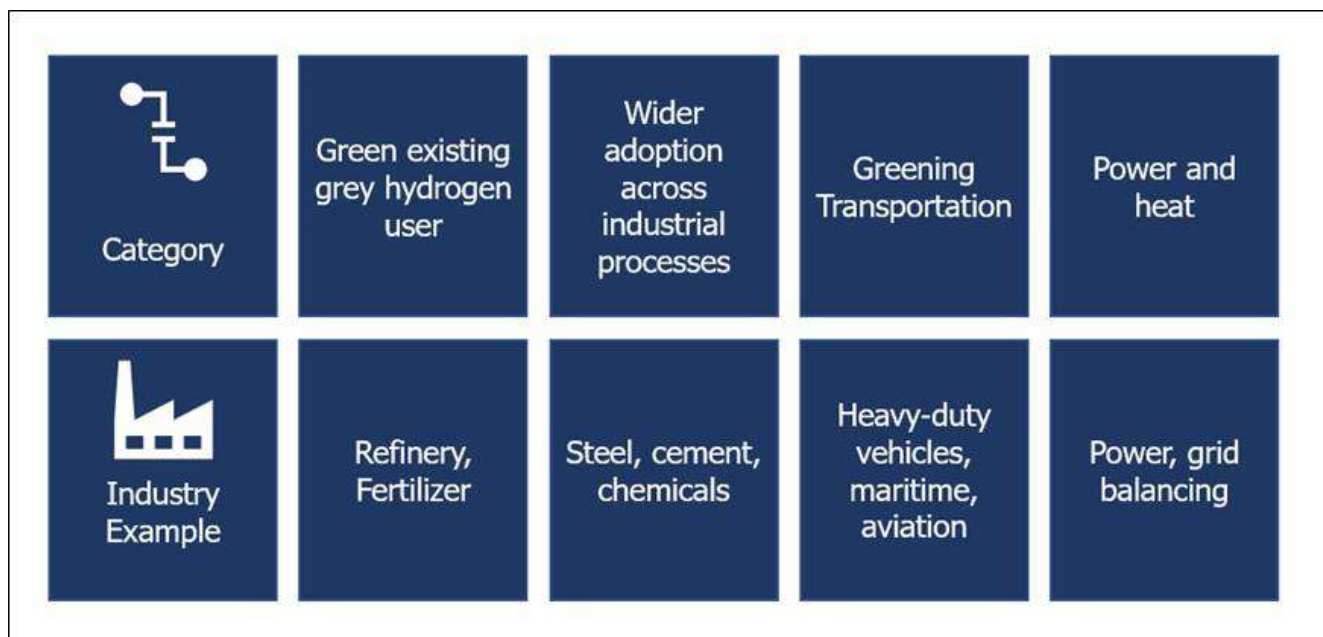 Category
Green existing
grey hydrogen
user
Wider
adoption
across
industrial
processes
Greening
Transportation
Power and
heat
Industry
Example
Refinery,
Fertilizer
Steel, cement,
chemicals
Heavy-duty
vehicles,
maritime,
aviation
Power, grid
balancing